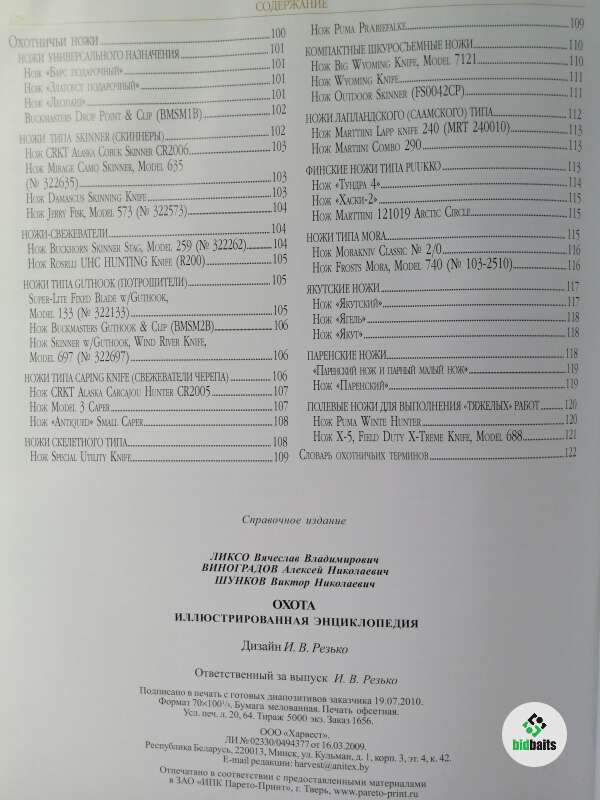 СОДЕРЖАНИЕ
Охотничьи ножи 100
НОЖИ УНИВЕРСАЛЬНОГО НАЗНАЧЕНИЯ 101
Нож «Барс подарочный» 101
Нож «Златоуст подарочный» 101
Нож «Леопард» 101
Buckmasters Drop Point & Clip (BMSM1B) 102
НОЖИ ТИПА SKINNER (СКИННЕРЫ) 102
Нож CRKT Alaska Cobuk Skinner CR2006 103
Нож Mirage Camo Skinner, Model 635
(№ 322635) 103
Нож Damascus Skinning Knife 103
Нож Jerry Fisk, Model 573 (№ 322573) 104
НОЖИ-СВЕЖЕВАТЕЛИ 104
Нож Buckhorn Skinner Stag, Model 259 (№ 322262) 104
Нож Rosrlli UHC HUNTING Knife (R200) 105
НОЖИ ТИПА GUTHOOK (ПОТРОШИТЕЛИ) 105
Super-Lite Fixed Blade w/Guthook,
Model 133 (№ 322133) 105
Нож Buckmasters Guthook & Clip (BMSM2B) 106
Нож Skinner w/Guthook, Wind River Knife,
Model 697 (№ 322697) 106
НОЖИ ТИПА CAPING KNIFE (СВЕЖЕВАТЕЛИ ЧЕРЕПА) 106
Нож CRKT Alaska Carcajou Hunter CR2005 107
Нож Model 3 Caper 107
Нож «Antiqued» Small Caper 108
НОЖИ СКЕЛЕТНОГО ТИПА 108
Нож Special Utility Knife 109
Нож Puma Prabiefalke 109
КОМПАКТНЫЕ ШКУРОСЪЕМНЫЕ НОЖИ 110
Нож Big Wyoming Knife, Model 7121 110
Нож Wyoming Knife 111
Нож Outdoor Skinner (FS0042CP) 111
НОЖИ ЛАПЛАНДСКОГО (СААМСКОГО) ТИПА 112
Нож Marttiini Lapp knife 240 (MRT 240010) 113
Нож Martiini Combo 290 113
ФИНСКИЕ НОЖИ ТИПА PUUKKO 113
Нож «Тундра 4» 114
Нож «Хаски-2» 115
Нож Marttiini 121019 Arctic Circle 115
НОЖИ ТИПА MORA 115
Нож Morakniv Classic № 2/0 116
Нож Frosts Mora, Model 740 (№ 103-2510) 116
ЯКУТСКИЕ НОЖИ 117
Нож «Якутский» 117
Нож «Ягель» 118
Нож «Якут» 118
ПАРЕНСКИЕ НОЖИ 118
«Паренский нож и парный малый нож» 119
Нож «Паренский» 119
ПОЛЕВЫЕ НОЖИ ДЛЯ ВЫПОЛНЕНИЯ «ТЯЖЕЛЫХ» РАБОТ 120
Нож Puma Winte Hunter 120
Нож X-5, Field Duty X-Treme Knife, Model 688 121
Словарь охотничьих терминов 122
Справочное издание
ЛИКСО Вячеслав Владимирович
ВИНОГРАДОВ Алексей Николаевич
ШУНКОВ Виктор Николаевич
ОХОТА
ИЛЛЮСТРИРОВАННАЯ ЭНЦИКЛОПЕДИЯ
Дизайн И. В. Резько
Ответственный за выпуск И. В. Резько
Подписано в печать с готовых диапозитивов заказчика 19.07.2010.
Формат 70×100¹/₈. Бумага мелованная. Печать офсетная.
Усл. печ. л. 20, 64. Тираж 5000 экз. Заказ 1656.
ООО «Харвест».
ЛИ № 02330/0494377 от 16.03.2009.
Республика Беларусь, 220013, Минск, ул. Кульман, д. 1, корп. 3, эт. 4, к. 42.
E-mail редакции: harvest@anitex.by
Отпечатано в соответствии с предоставленными материалами
в ЗАО «ИПК Парето-Принт», г. Тверь, www.pareto-print.ru
bidbaits